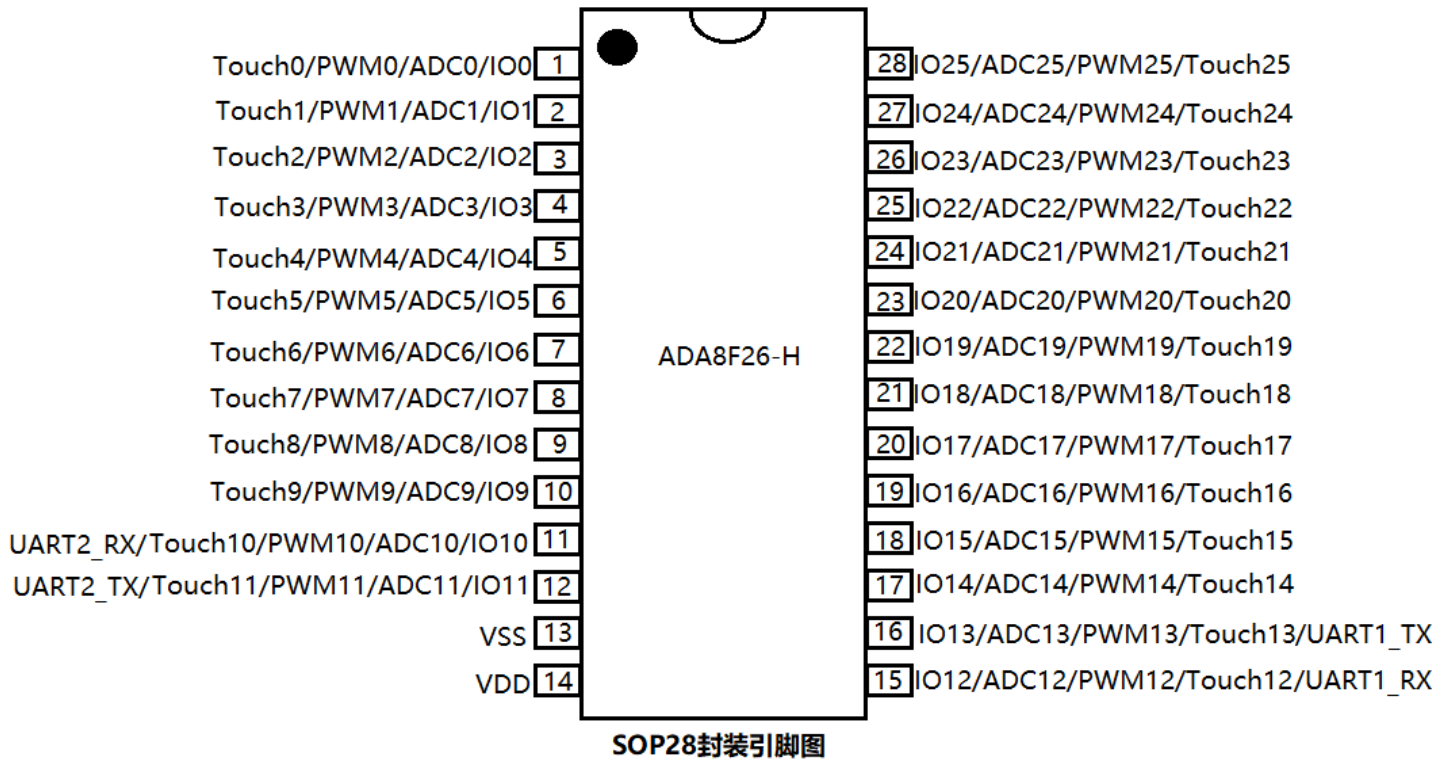 Touch0/PWM0/ADC0/IO0 1 28 IO25/ADC25/PWM25/Touch25
Touch1/PWM1/ADC1/IO1 2 27 IO24/ADC24/PWM24/Touch24
Touch2/PWM2/ADC2/IO2 3 26 IO23/ADC23/PWM23/Touch23
Touch3/PWM3/ADC3/IO3 4 25 IO22/ADC22/PWM22/Touch22
Touch4/PWM4/ADC4/IO4 5 24 IO21/ADC21/PWM21/Touch21
Touch5/PWM5/ADC5/IO5 6 23 IO20/ADC20/PWM20/Touch20
Touch6/PWM6/ADC6/IO6 7 ADA8F26-H 22 IO19/ADC19/PWM19/Touch19
Touch7/PWM7/ADC7/IO7 8 21 IO18/ADC18/PWM18/Touch18
Touch8/PWM8/ADC8/IO8 9 20 IO17/ADC17/PWM17/Touch17
Touch9/PWM9/ADC9/IO9 10 19 IO16/ADC16/PWM16/Touch16
UART2_RX/Touch10/PWM10/ADC10/IO10 11 18 IO15/ADC15/PWM15/Touch15
UART2_TX/Touch11/PWM11/ADC11/IO11 12 17 IO14/ADC14/PWM14/Touch14
VSS 13 16 IO13/ADC13/PWM13/Touch13/UART1_TX
VDD 14 15 IO12/ADC12/PWM12/Touch12/UART1_RX
SOP28封装引脚图